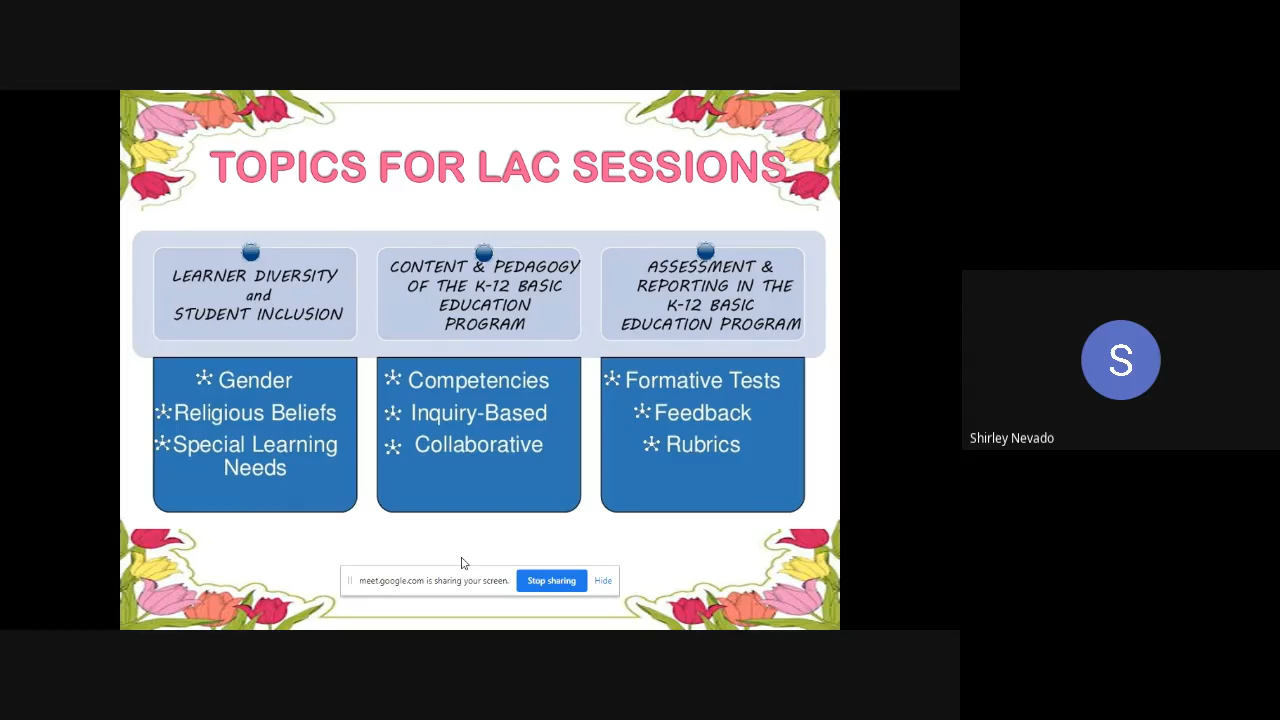 TOPICS FOR LAC SESSIONS
LEARNER DIVERSITY
and
STUDENT INCLUSION
Gender
Religious Beliefs
Special Learning
Needs
CONTENT & PEDAGOGY
OF THE K-12 BASIC
EDUCATION
PROGRAM
Competencies
Inquiry-Based
Collaborative
ASSESSMENT &
REPORTING IN THE
K-12 BASIC
EDUCATION PROGRAM
Formative Tests
Feedback
Rubrics
meet.google.com is sharing your screen.
Stop sharing
Hide
S
Shirley Nevado